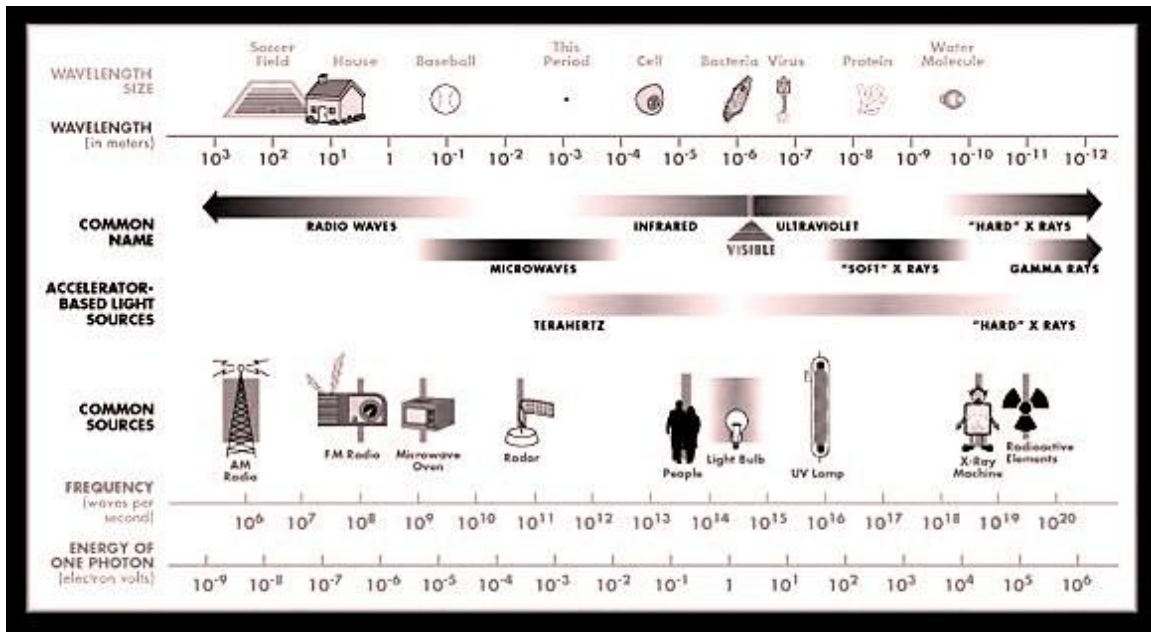 Soccer
Field
House
Baseball
This
Period
Cell
Bacteria
Virus
Protein
Water
Molecule
WAVELENGTH
SIZE
WAVELENGTH
(in meters)
10³ 10² 10¹ 1 10⁻¹ 10⁻² 10⁻³ 10⁻⁴ 10⁻⁵ 10⁻⁶ 10⁻⁷ 10⁻⁸ 10⁻⁹ 10⁻¹⁰ 10⁻¹¹ 10⁻¹²
COMMON
NAME
RADIO WAVES
INFRARED
VISIBLE
ULTRAVIOLET
"HARD" X RAYS
MICROWAVES
"SOFT" X RAYS
GAMMA RAYS
ACCELERATOR-
BASED LIGHT
SOURCES
TERAHERTZ
"HARD" X RAYS
COMMON
SOURCES
AM
Radio
FM Radio
Microwave
Oven
Radar
People
Light Bulb
UV Lamp
X-Ray
Machine
Radioactive
Elements
FREQUENCY
(waves per
second)
10⁶ 10⁷ 10⁸ 10⁹ 10¹⁰ 10¹¹ 10¹² 10¹³ 10¹⁴ 10¹⁵ 10¹⁶ 10¹⁷ 10¹⁸ 10¹⁹ 10²⁰
ENERGY OF
ONE PHOTON
(electron volts)
10⁻⁹ 10⁻⁸ 10⁻⁷ 10⁻⁶ 10⁻⁵ 10⁻⁴ 10⁻³ 10⁻² 10⁻¹ 1 10¹ 10² 10³ 10⁴ 10⁵ 10⁶